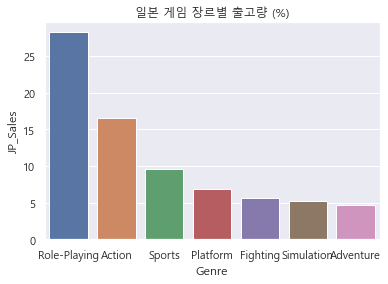 일본 게임 장르별 출고량 (%)
JP_Sales
25
20
15
10
5
0
Role-Playing Action Sports Platform Fighting Simulation Adventure
Genre